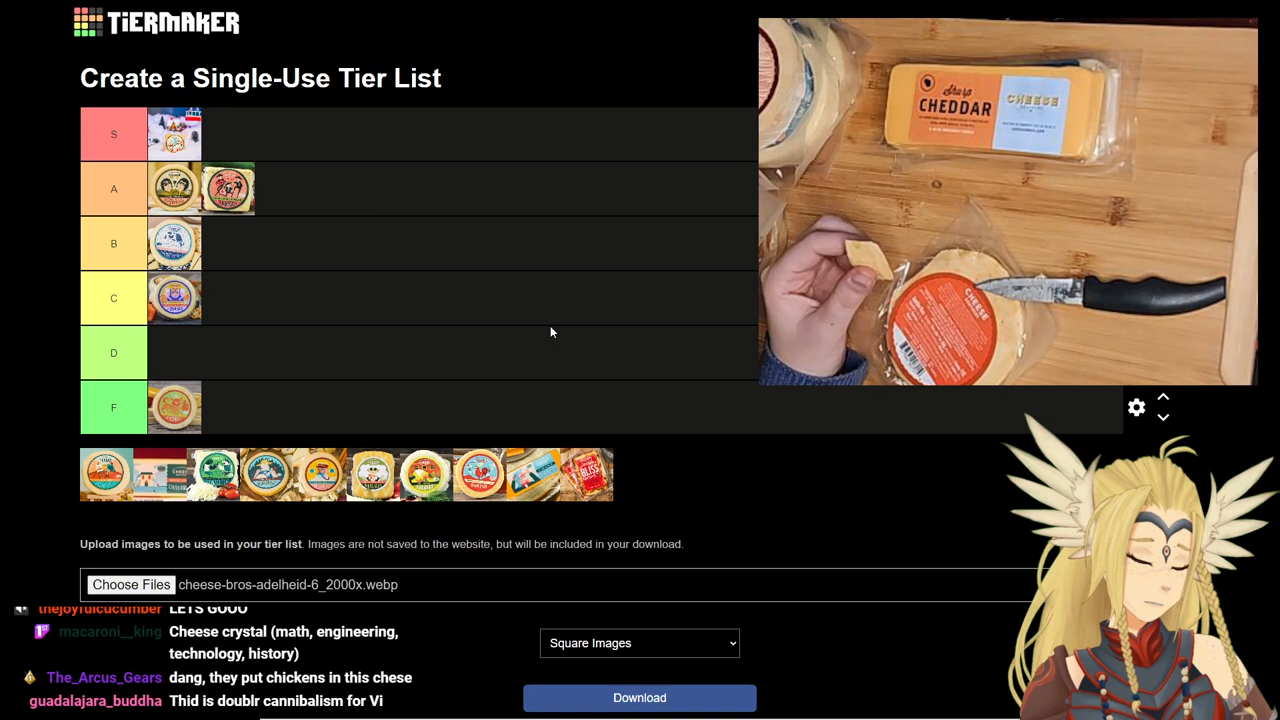 TiERMAKER
Create a Single-Use Tier List
S
A
B
C
D
F
Sharp
CHEDDAR
CHEESE
CHEESE
Upload images to be used in your tier list. Images are not saved to the website, but will be included in your download.
Choose Files cheese-bros-adelheid-6_2000x.webp
thejoyfulcucumber LETS GOOO
macaroni__king Cheese crystal (math, engineering,
technology, history)
The_Arcus_Gears dang, they put chickens in this chese
guadalajara_buddha Thid is doublr cannibalism for Vi
Square Images
Download